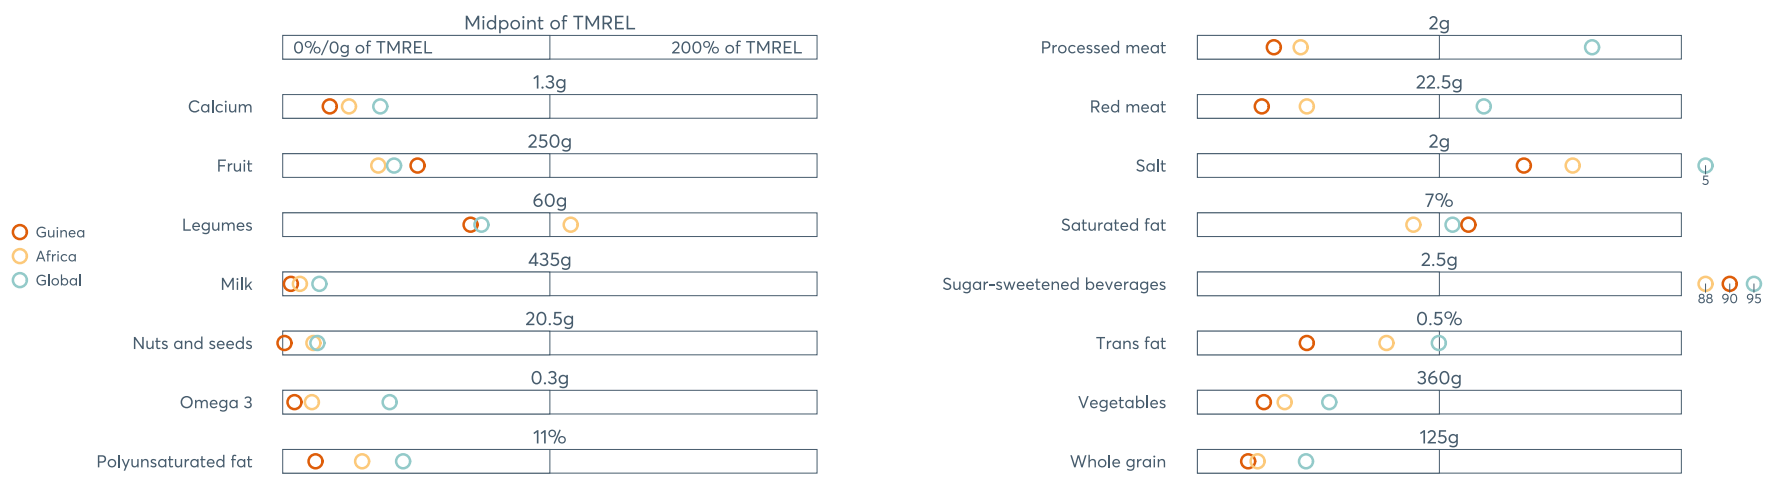 Midpoint of TMREL
0%/0g of TMREL 200% of TMREL
1.3g
Calcium
250g
Fruit
60g
Legumes
435g
Milk
20.5g
Nuts and seeds
0.3g
Omega 3
11%
Polyunsaturated fat
Guinea
Africa
Global
2g
Processed meat
22.5g
Red meat
2g
Salt
5
7%
Saturated fat
2.5g
Sugar-sweetened beverages
88 90 95
0.5%
Trans fat
360g
Vegetables
125g
Whole grain